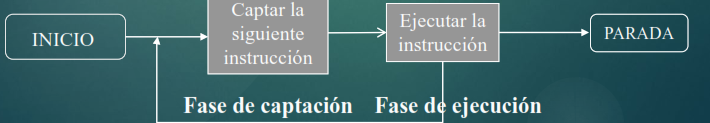 INICIO
Captar la
siguiente
instrucción
Ejecutar la
instrucción
PARADA
Fase de captación
Fase de ejecución